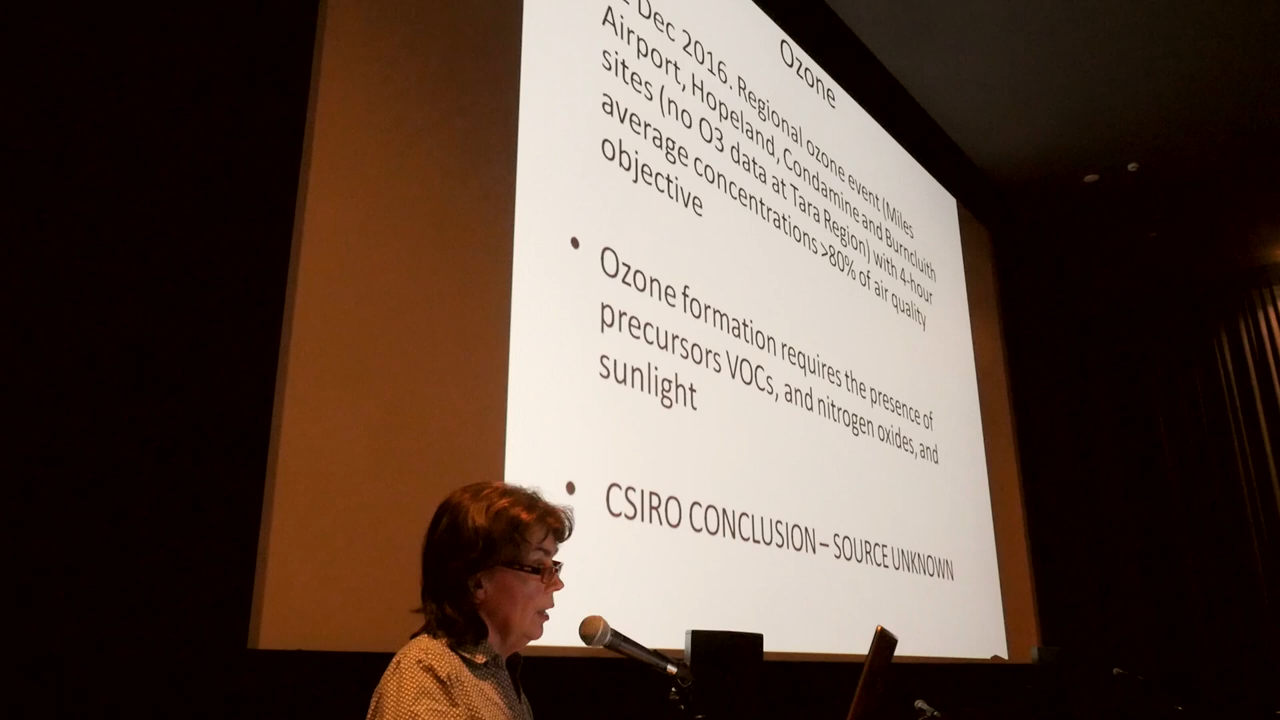 Ozone
Dec 2016. Regional ozone event (Miles
Airport, Hopeland, Condamine and Burncluith
sites (no O3 data at Tara Region) with 4-hour
average concentrations >80% of air quality
objective
• Ozone formation requires the presence of
precursors VOCs, and nitrogen oxides, and
sunlight
• CSIRO CONCLUSION – SOURCE UNKNOWN